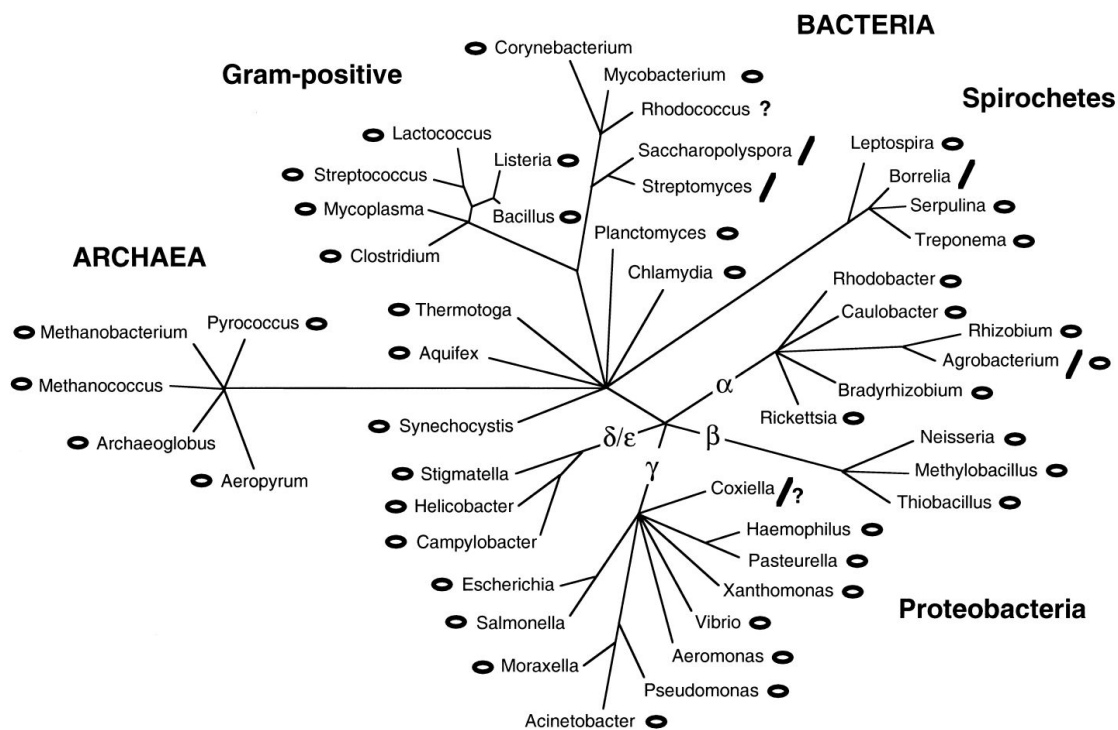 BACTERIA
Corynebacterium
Gram-positive
Mycobacterium
Spirochetes
Rhodococcus ?
Lactococcus
Leptospira
Saccharopolyspora
Listeria
Borrelia
Streptococcus
Streptomyces
Serpulina
Mycoplasma
Bacillus
Planctomyces
Treponema
ARCHAEA
Clostridium
Chlamydia
Rhodobacter
Thermotoga
Caulobacter
Pyrococcus
Methanobacterium
Rhizobium
Aquifex
Agrobacterium
Methanococcus
α
Bradyrhizobium
Rickettsia
Synechocystis
Archaeoglobus
δ/ε
β
Neisseria
γ
Stigmatella
Methylobacillus
Aeropyrum
Coxiella ?
Thiobacillus
Helicobacter
Haemophilus
Campylobacter
Pasteurella
Escherichia
Xanthomonas
Proteobacteria
Salmonella
Vibrio
Aeromonas
Moraxella
Pseudomonas
Acinetobacter